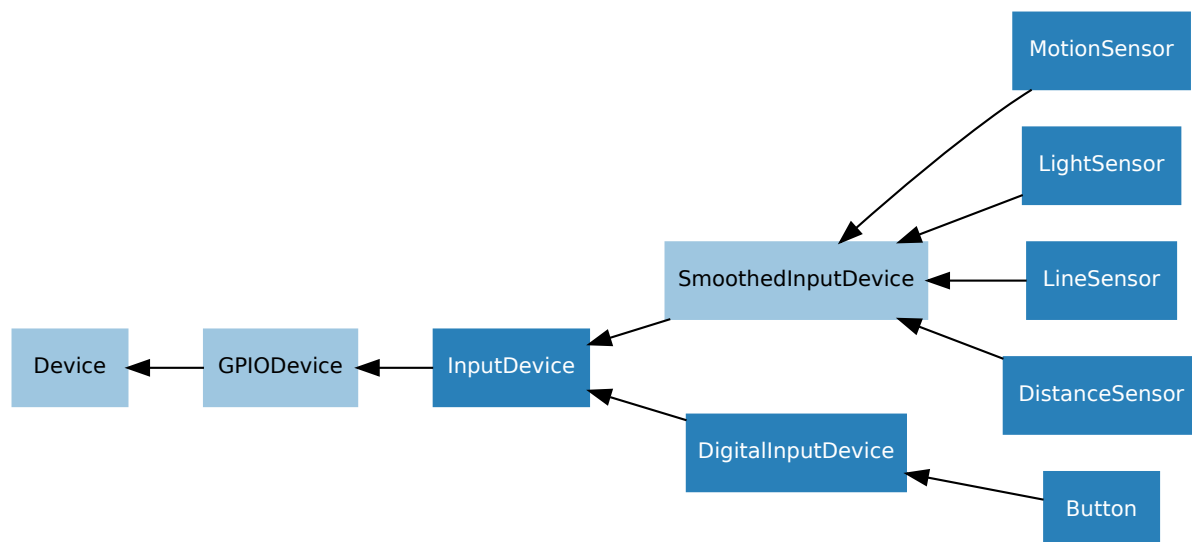 MotionSensor
LightSensor
SmoothedInputDevice
LineSensor
Device
GPIODevice
InputDevice
DistanceSensor
DigitalInputDevice
Button